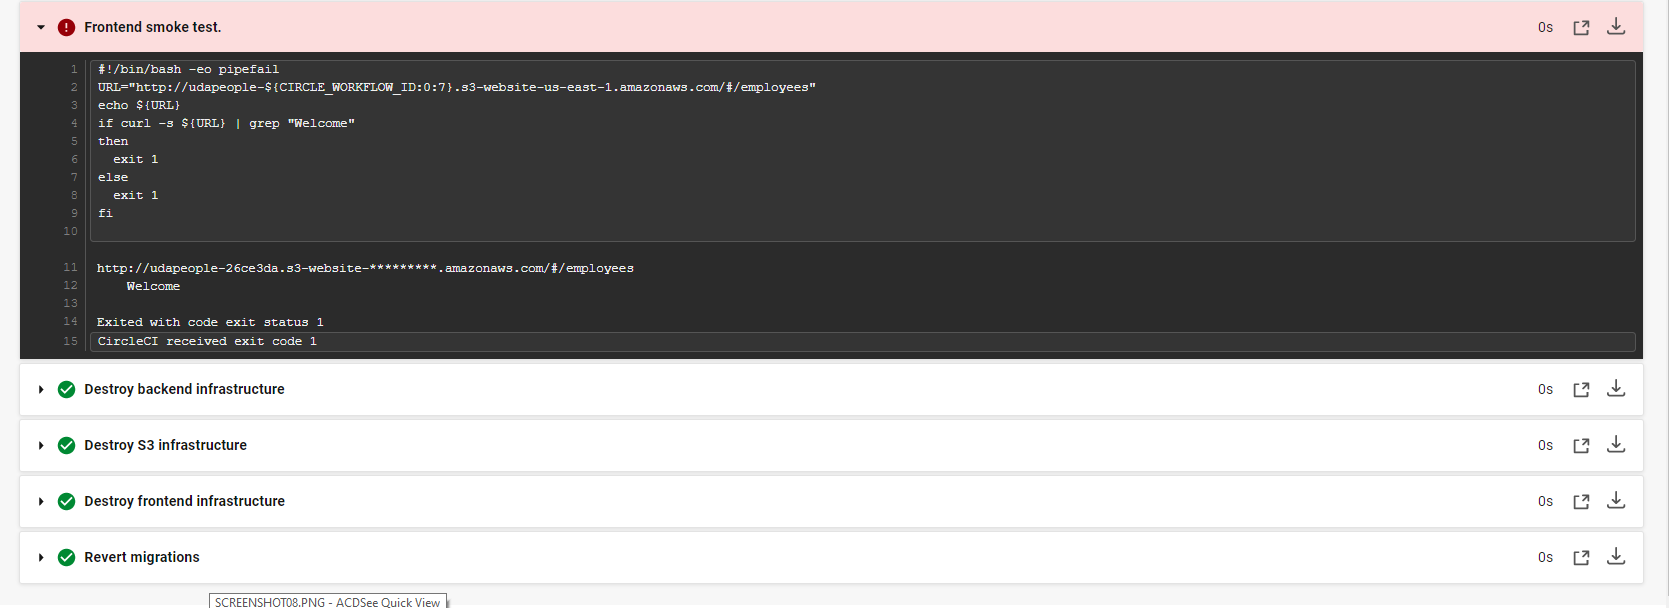 Frontend smoke test. 0s
1 #!/bin/bash -eo pipefail
2 URL="http://udapeople-${CIRCLE_WORKFLOW_ID:0:7}.s3-website-us-east-1.amazonaws.com/#/employees"
3 echo ${URL}
4 if curl -s ${URL} | grep "Welcome"
5 then
6   exit 1
7 else
8   exit 1
9 fi
10
11 http://udapeople-26ce3da.s3-website-*********.amazonaws.com/#/employees
12     Welcome
13
14 Exited with code exit status 1
15 CircleCI received exit code 1
Destroy backend infrastructure 0s
Destroy S3 infrastructure 0s
Destroy frontend infrastructure 0s
Revert migrations 0s
SCREENSHOT08.PNG - ACDSee Quick View